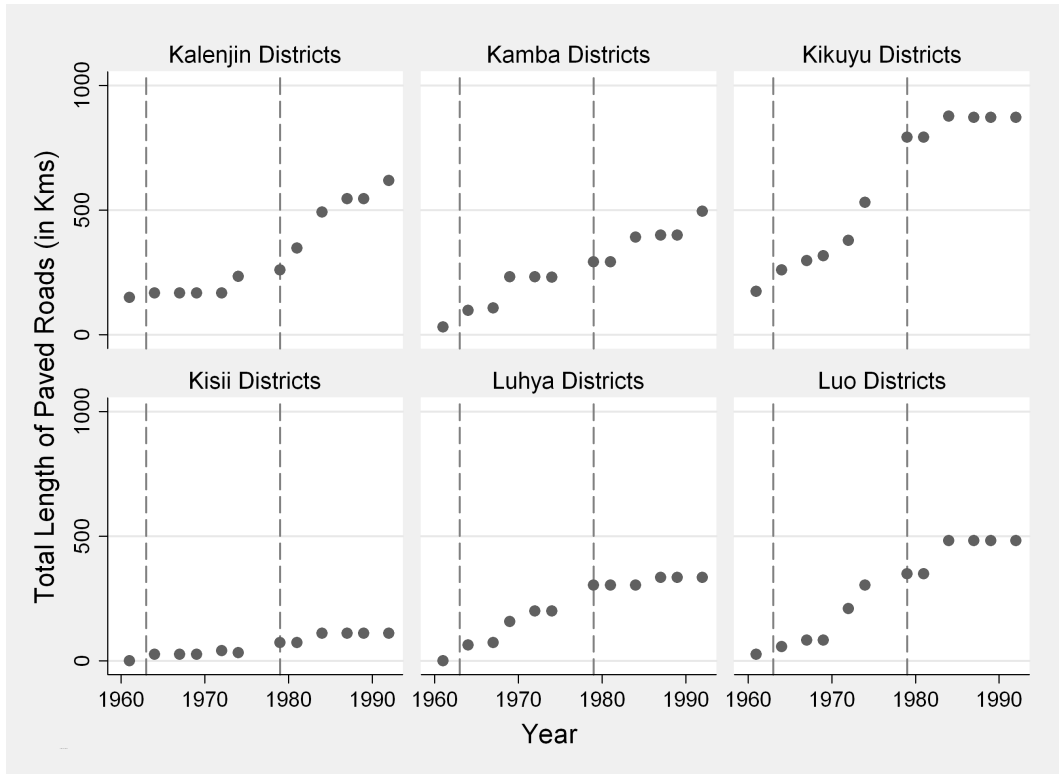 Kalenjin Districts
Kamba Districts
Kikuyu Districts
1000
500
0
Kisii Districts
Luhya Districts
Luo Districts
1000
500
0
1960 1970 1980 1990
1960 1970 1980 1990
1960 1970 1980 1990
Total Length of Paved Roads (in Kms)
Year